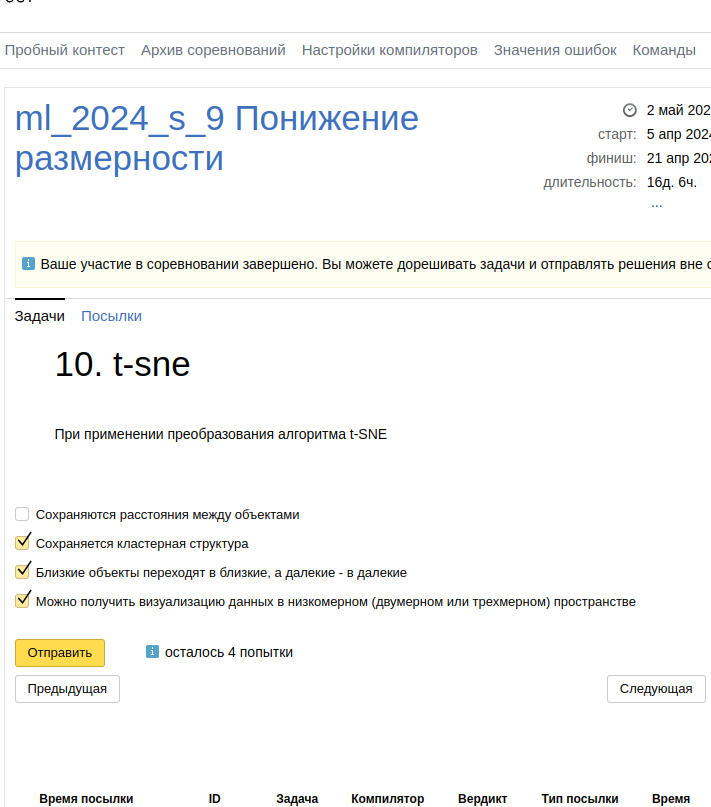 Пробный контест Архив соревнований Настройки компиляторов Значения ошибок Команды
ml_2024_s_9 Понижение
размерности
2 май 202
старт: 5 апр 2024
финиш: 21 апр 202
длительность: 16д. 6ч.
...
Ваше участие в соревновании завершено. Вы можете дорешивать задачи и отправлять решения вне с
Задачи Посылки
10. t-sne
При применении преобразования алгоритма t-SNE
Сохраняются расстояния между объектами
Сохраняется кластерная структура
Близкие объекты переходят в близкие, а далекие - в далекие
Можно получить визуализацию данных в низкомерном (двумерном или трехмерном) пространстве
Отправить осталось 4 попытки
Предыдущая Следующая
Время посылки ID Задача Компилятор Вердикт Тип посылки Время